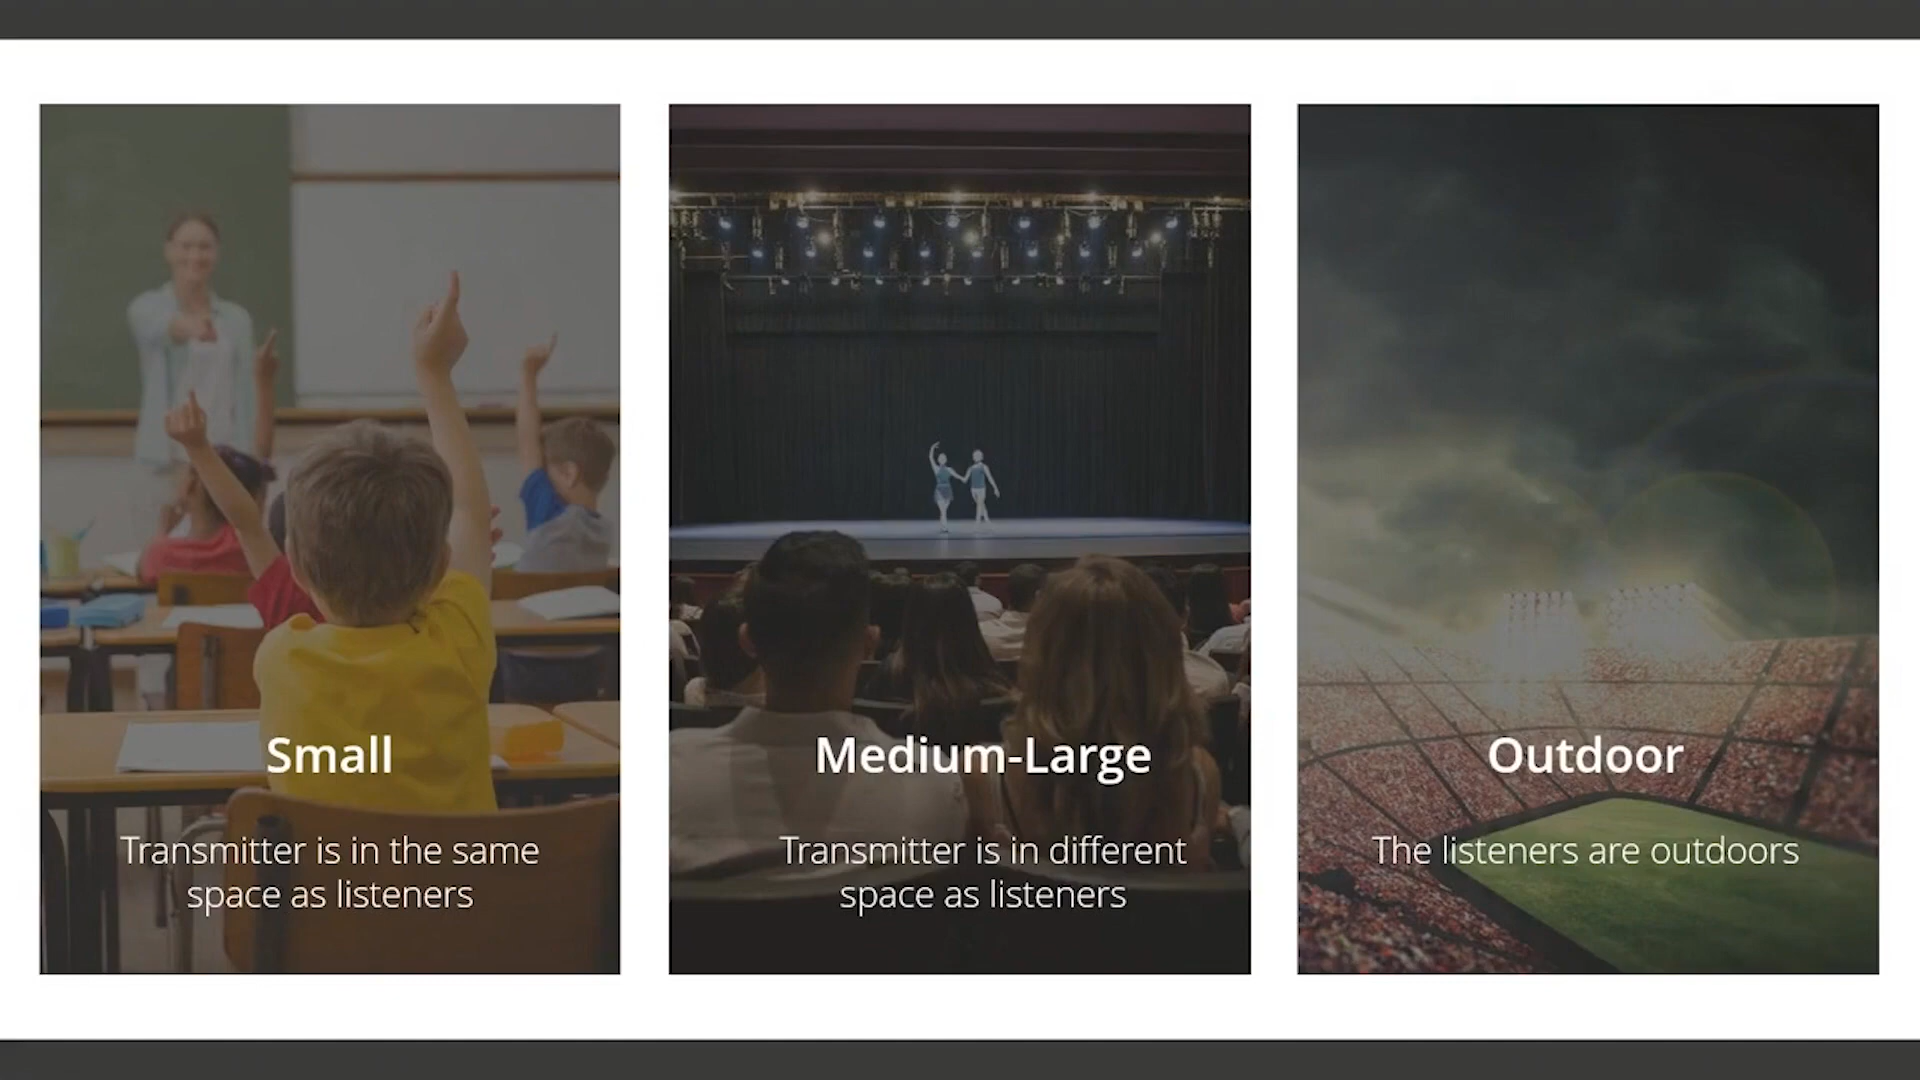 Small
Transmitter is in the same
space as listeners
Medium-Large
Transmitter is in different
space as listeners
Outdoor
The listeners are outdoors